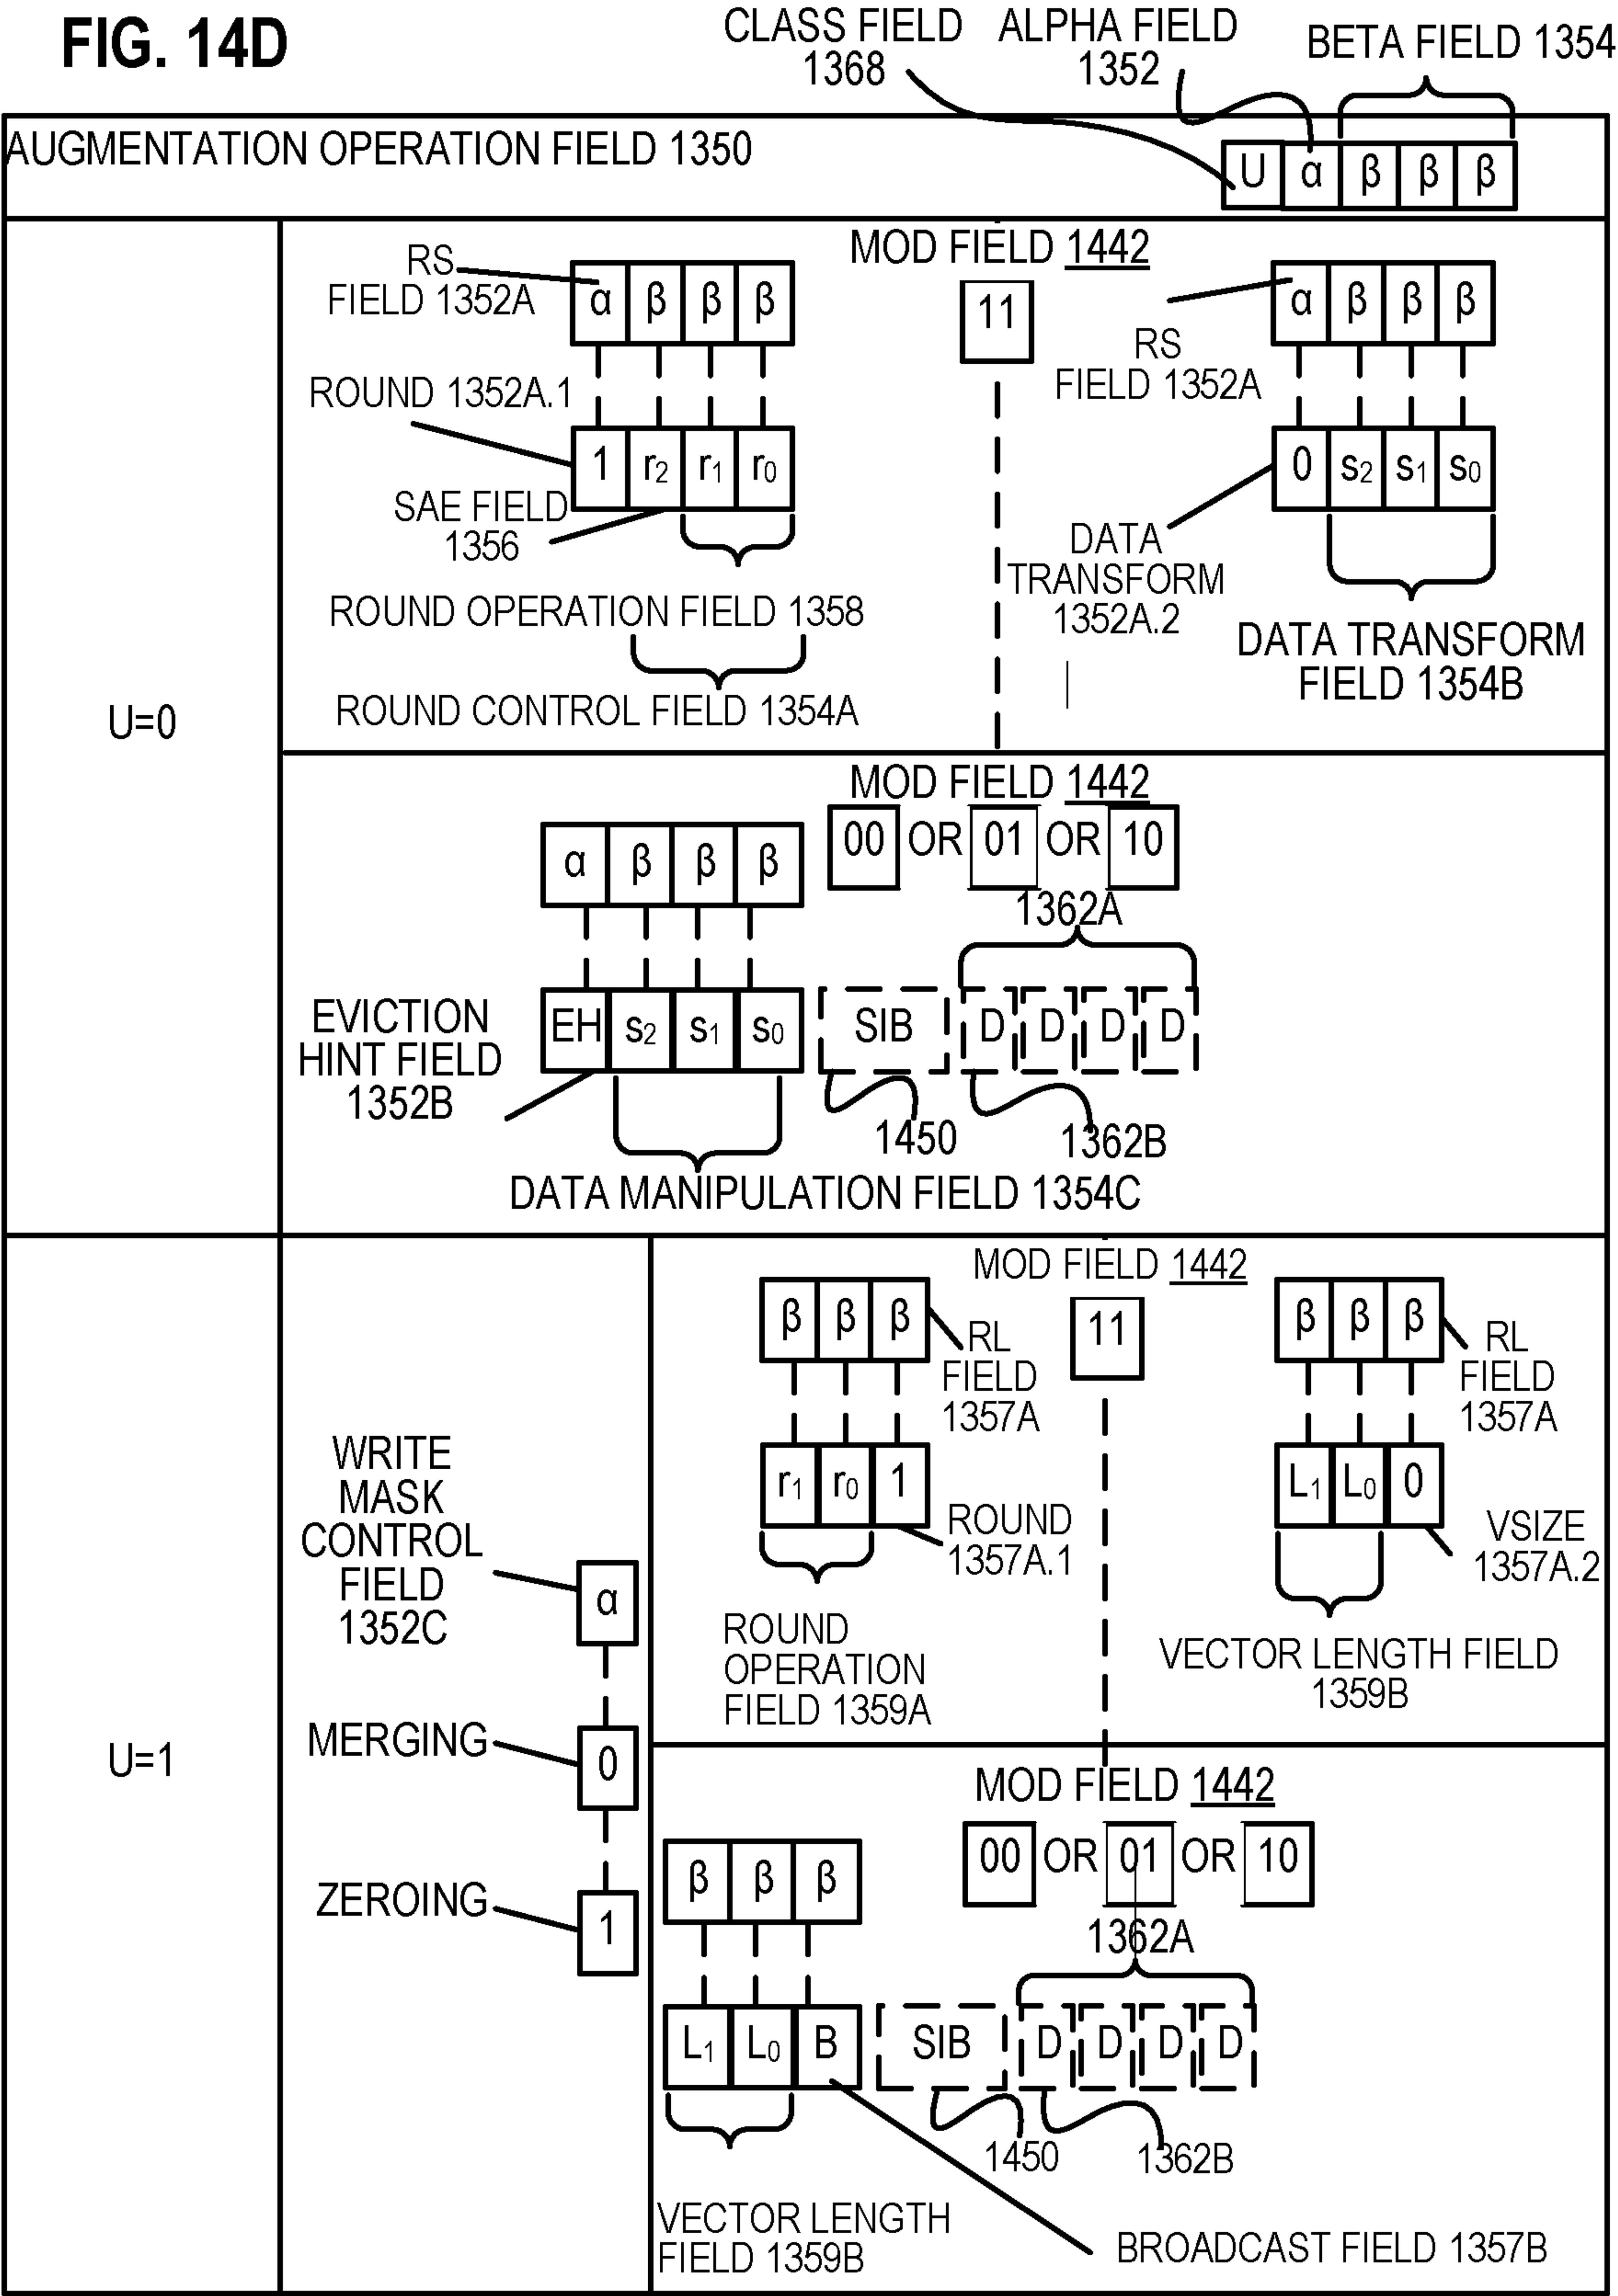 FIG. 14D
CLASS FIELD
1368
ALPHA FIELD
1352
BETA FIELD 1354
AUGMENTATION OPERATION FIELD 1350
U α β β β
U=0
MOD FIELD 1442
11
RS
FIELD 1352A
α β β β
ROUND 1352A.1
1 r2 r1 r0
SAE FIELD
1356
ROUND OPERATION FIELD 1358
ROUND CONTROL FIELD 1354A
α β β β
RS
FIELD 1352A
0 s2 s1 s0
DATA
TRANSFORM
1352A.2
DATA TRANSFORM
FIELD 1354B
MOD FIELD 1442
00 OR 01 OR 10
α β β β
1362A
EVICTION
HINT FIELD
1352B
EH s2 s1 s0 SIB D D D D
1450
1362B
DATA MANIPULATION FIELD 1354C
U=1
WRITE
MASK
CONTROL
FIELD
1352C
α
MERGING
0
ZEROING
1
MOD FIELD 1442
11
β β β
RL
FIELD
1357A
r1 r0 1
ROUND
1357A.1
ROUND
OPERATION
FIELD 1359A
β β β
RL
FIELD
1357A
L1 L0 0
VSIZE
1357A.2
VECTOR LENGTH FIELD
1359B
MOD FIELD 1442
00 OR 01 OR 10
β β β
1362A
L1 L0 B SIB D D D D
1450
1362B
VECTOR LENGTH
FIELD 1359B
BROADCAST FIELD 1357B